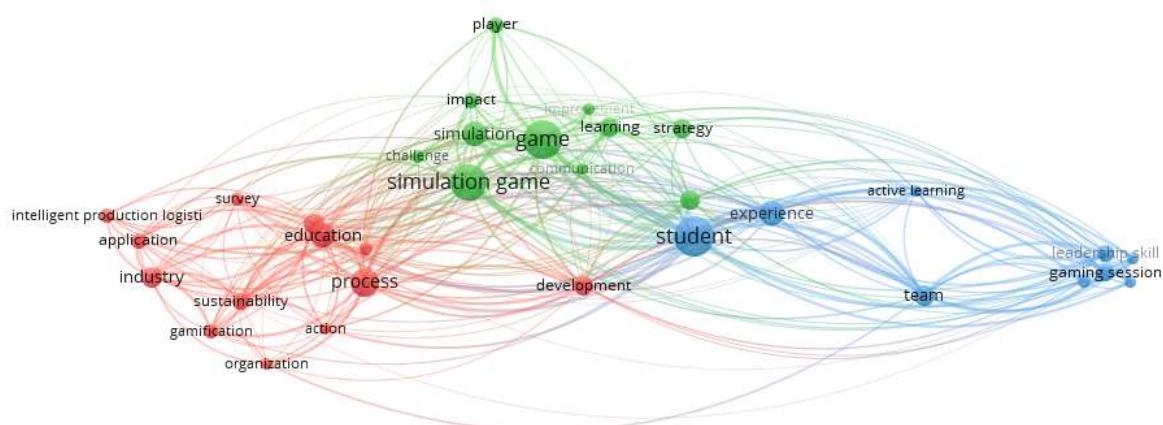 player
impact
improvement
simulation
game
learning
strategy
challenge
communication
simulation game
survey
active learning
intelligent production logisti
experience
application
education
student
leadership skill
industry
process
development
gaming session
sustainability
team
gamification
action
organization